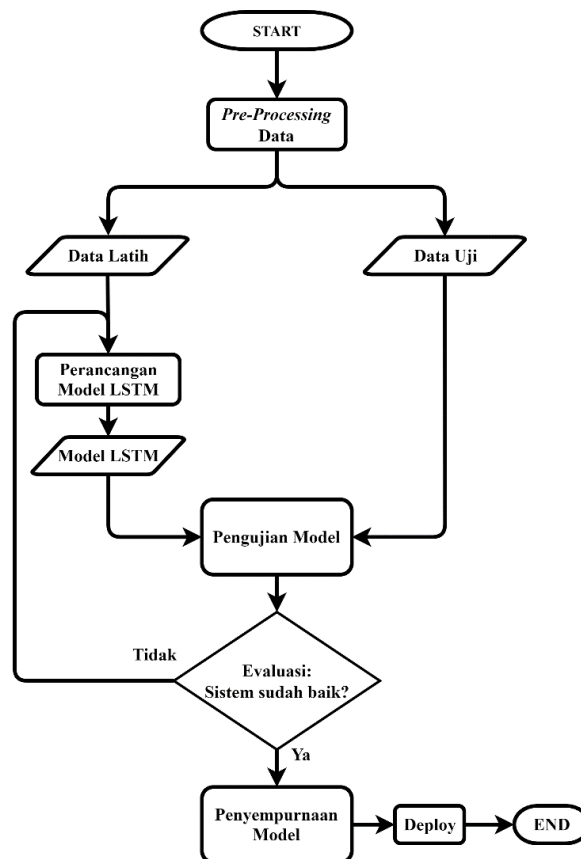 START
Pre-Processing
Data
Data Latih
Data Uji
Perancangan
Model LSTM
Model LSTM
Pengujian Model
Tidak
Evaluasi:
Sistem sudah baik?
Ya
Penyempurnaan
Model
Deploy
END